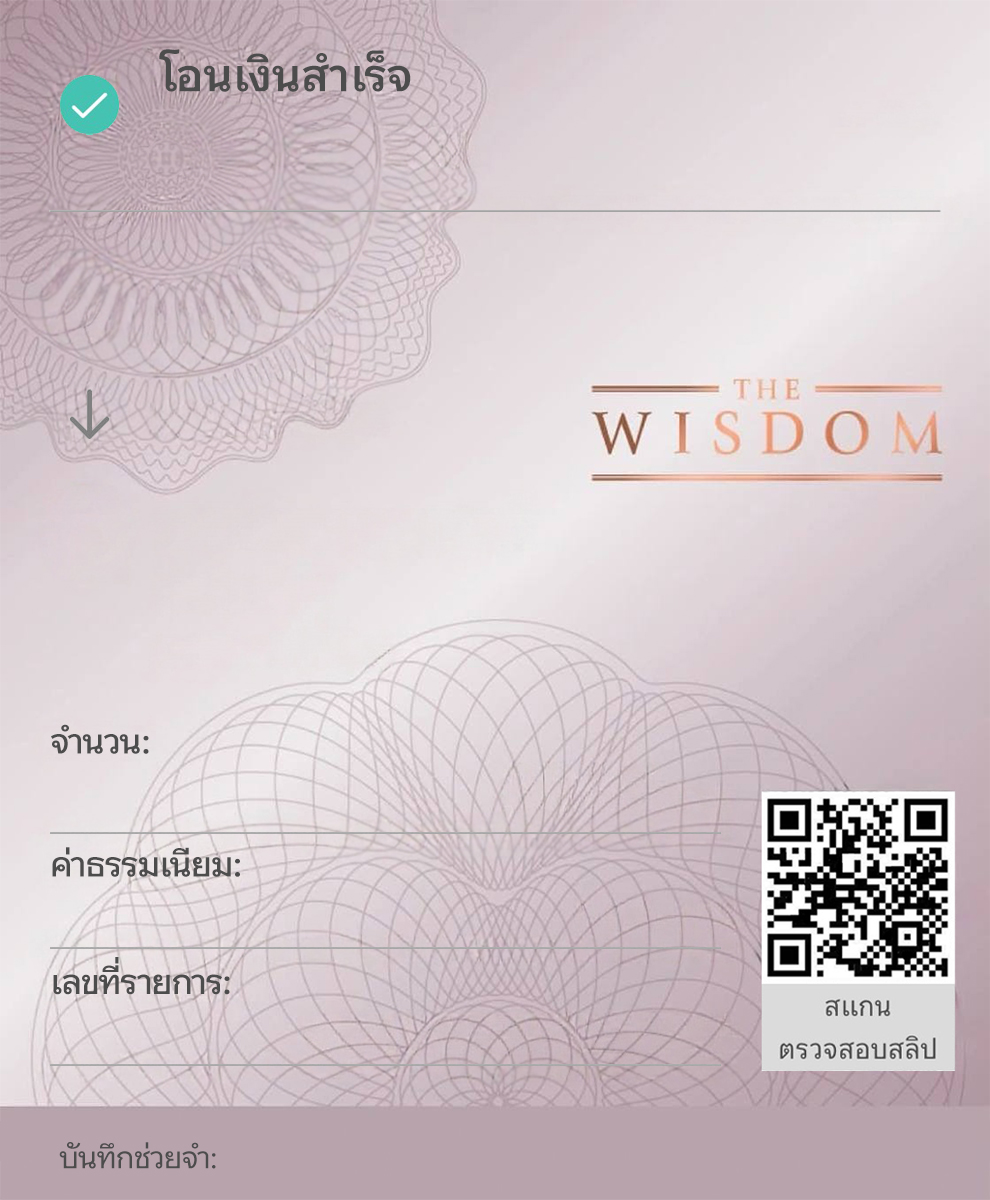 โอนเงินสำเร็จ
THE
WISDOM
จำนวน:
ค่าธรรมเนียม:
เลขที่รายการ:
สแกน
ตรวจสอบสลิป
บันทึกช่วยจำ: